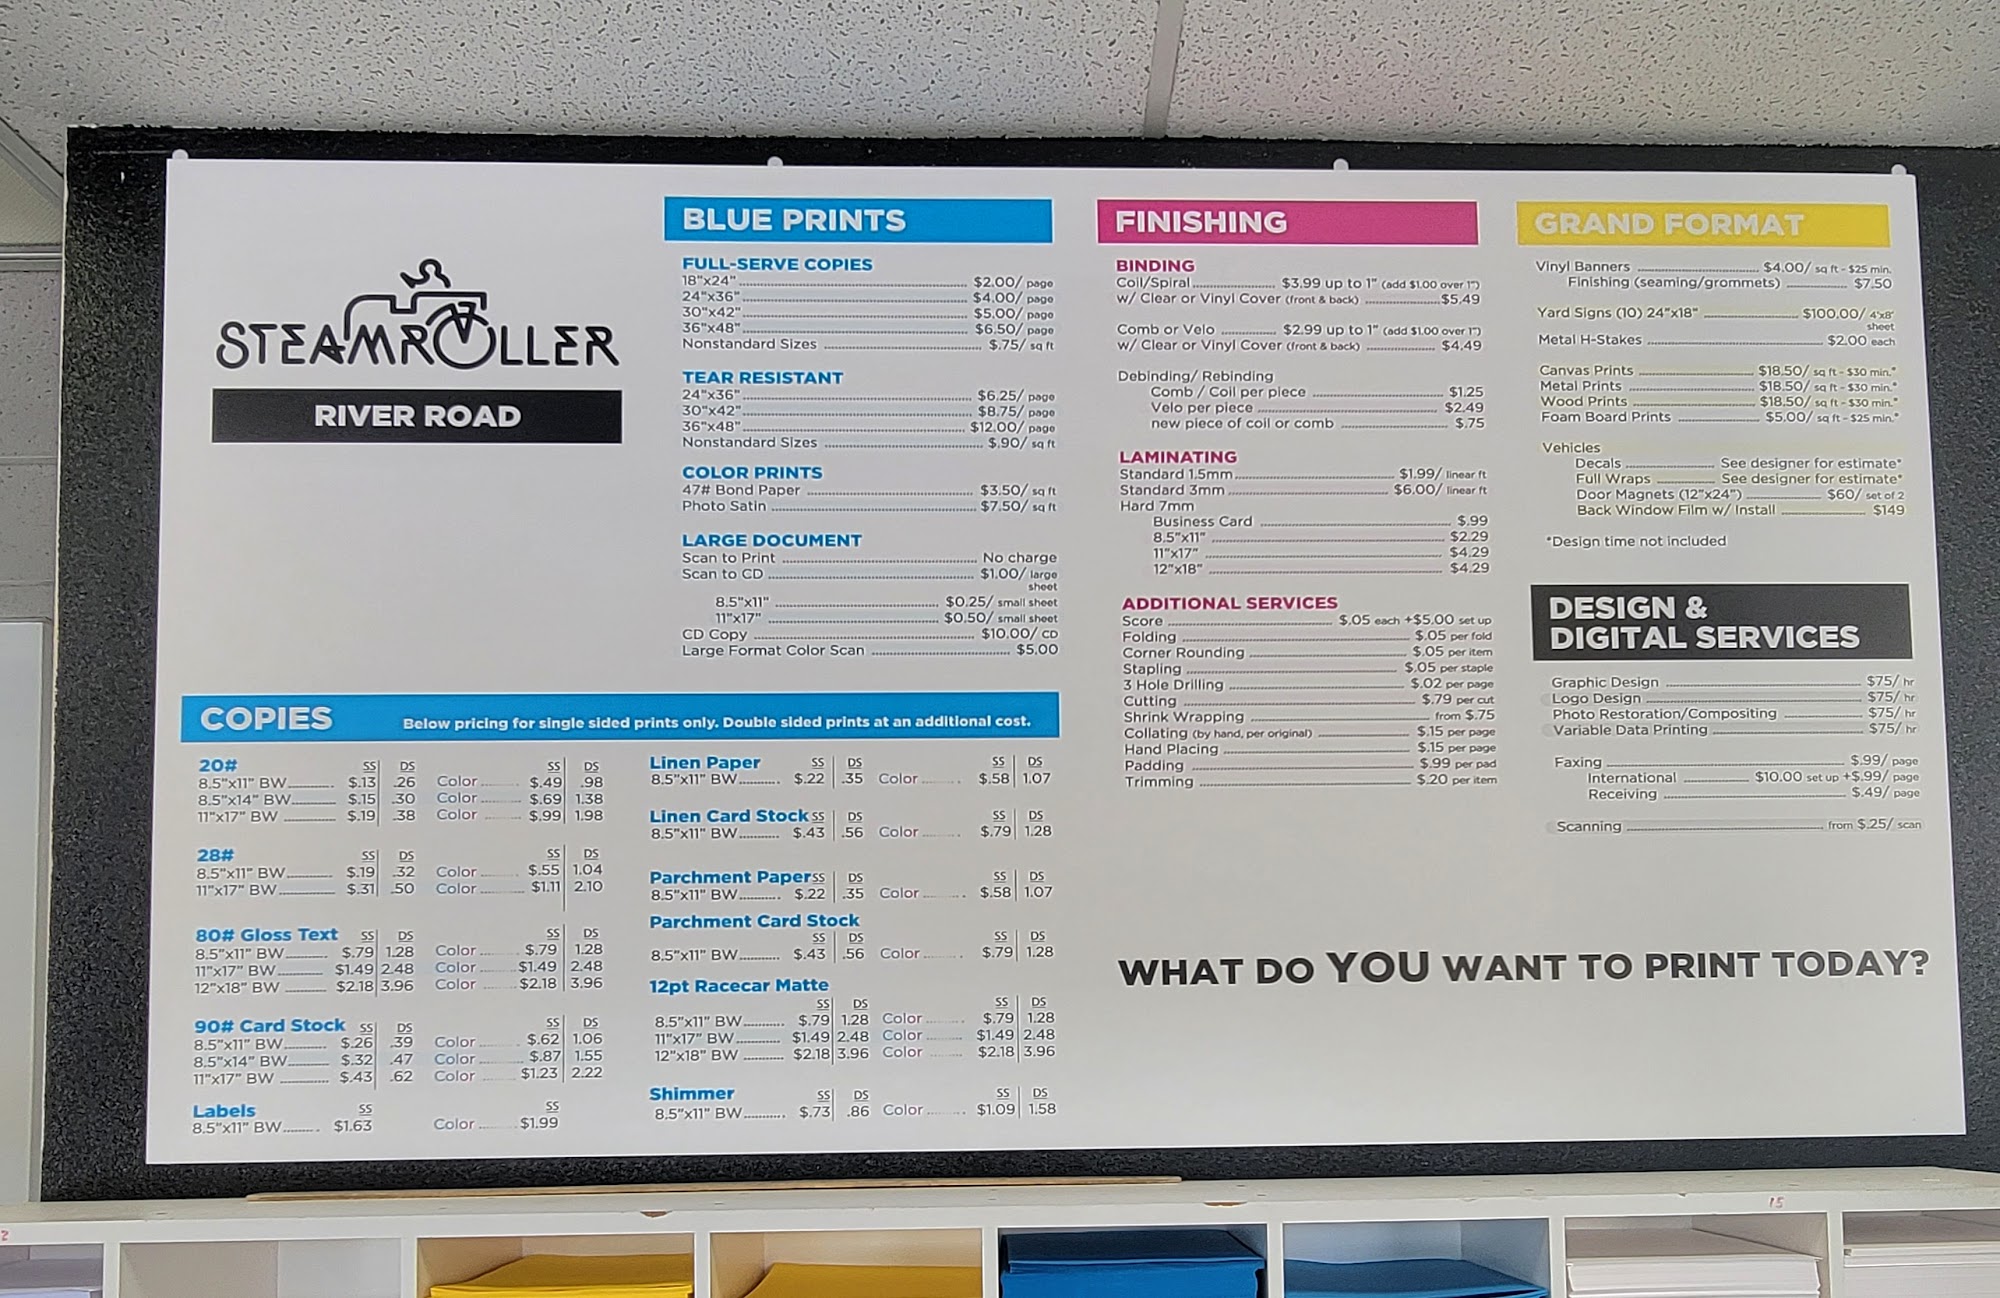 STEAMROLLER
RIVER ROAD
BLUE PRINTS
FULL-SERVE COPIES
18"x24" $2.00/ page
24"x36" $4.00/ page
30"x42" $5.00/ page
36"x48" $6.50/ page
Nonstandard Sizes $.75/ sq ft
TEAR RESISTANT
24"x36" $6.25/ page
30"x42" $8.75/ page
36"x48" $12.00/ page
Nonstandard Sizes $.90/ sq ft
COLOR PRINTS
47# Bond Paper $3.50/ sq ft
Photo Satin $7.50/ sq ft
LARGE DOCUMENT
Scan to Print No charge
Scan to CD $1.00/ large
sheet
8.5"x11" $0.25/ small sheet
11"x17" $0.50/ small sheet
CD Copy $10.00/ CD
Large Format Color Scan $5.00
COPIES Below pricing for single sided prints only. Double sided prints at an additional cost.
20# SS DS SS DS
8.5"x11" BW $.13 .26 Color $.49 .98
8.5"x14" BW $.15 .30 Color $.69 1.38
11"x17" BW $.19 .38 Color $.99 1.98
28# SS DS SS DS
8.5"x11" BW $.19 .32 Color $.55 1.04
11"x17" BW $.31 .50 Color $1.11 2.10
80# Gloss Text SS DS SS DS
8.5"x11" BW $.79 1.28 Color $.79 1.28
11"x17" BW $1.49 2.48 Color $1.49 2.48
12"x18" BW $2.18 3.96 Color $2.18 3.96
90# Card Stock SS DS SS DS
8.5"x11" BW $.26 .39 Color $.62 1.06
8.5"x14" BW $.32 .47 Color $.87 1.55
11"x17" BW $.43 .62 Color $1.23 2.22
Labels SS SS
8.5"x11" BW $1.63 Color $1.99
Linen Paper SS DS SS DS
8.5"x11" BW $.22 .35 Color $.58 1.07
Linen Card Stock SS DS SS DS
8.5"x11" BW $.43 .56 Color $.79 1.28
Parchment Paper SS DS SS DS
8.5"x11" BW $.22 .35 Color $.58 1.07
Parchment Card Stock
SS DS SS DS
8.5"x11" BW $.43 .56 Color $.79 1.28
12pt Racecar Matte
SS DS SS DS
8.5"x11" BW $.79 1.28 Color $.79 1.28
11"x17" BW $1.49 2.48 Color $1.49 2.48
12"x18" BW $2.18 3.96 Color $2.18 3.96
Shimmer SS DS SS DS
8.5"x11" BW $.73 .86 Color $1.09 1.58
FINISHING
BINDING
Coil/Spiral $3.99 up to 1" (add $1.00 over 1")
w/ Clear or Vinyl Cover (front & back) $5.49
Comb or Velo $2.99 up to 1" (add $1.00 over 1")
w/ Clear or Vinyl Cover (front & back) $4.49
Debinding/ Rebinding
Comb / Coil per piece $1.25
Velo per piece $2.49
new piece of coil or comb $.75
LAMINATING
Standard 1.5mm $1.99/ linear ft
Standard 3mm $6.00/ linear ft
Hard 7mm
Business Card $.99
8.5"x11" $2.29
11"x17" $4.29
12"x18" $4.29
ADDITIONAL SERVICES
Score $.05 each +$5.00 set up
Folding $.05 per fold
Corner Rounding $.05 per item
Stapling $.05 per staple
3 Hole Drilling $.02 per page
Cutting $.79 per cut
Shrink Wrapping from $.75
Collating (by hand, per original) $.15 per page
Hand Placing $.15 per page
Padding $.99 per pad
Trimming $.20 per item
GRAND FORMAT
Vinyl Banners $4.00/ sq ft - $25 min.
Finishing (seaming/grommets) $7.50
Yard Signs (10) 24"x18" $100.00/ 4'x8'
sheet
Metal H-Stakes $2.00 each
Canvas Prints $18.50/ sq ft - $30 min.*
Metal Prints $18.50/ sq ft - $30 min.*
Wood Prints $18.50/ sq ft - $30 min.*
Foam Board Prints $5.00/ sq ft - $25 min.*
Vehicles
Decals See designer for estimate*
Full Wraps See designer for estimate*
Door Magnets (12"x24") $60/ set of 2
Back Window Film w/ Install $149
*Design time not included
DESIGN &
DIGITAL SERVICES
Graphic Design $75/ hr
Logo Design $75/ hr
Photo Restoration/Compositing $75/ hr
Variable Data Printing $75/ hr
Faxing $.99/ page
International $10.00 set up +$.99/ page
Receiving $.49/ page
Scanning from $.25/ scan
WHAT DO YOU WANT TO PRINT TODAY?
2
15